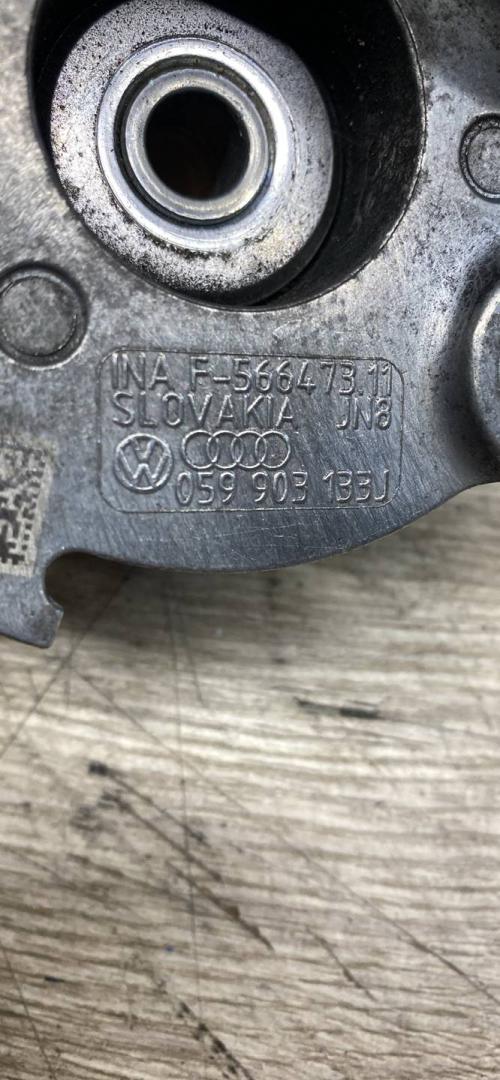 INA F-566473.11
SLOVAKIA JN8
059 903 133J